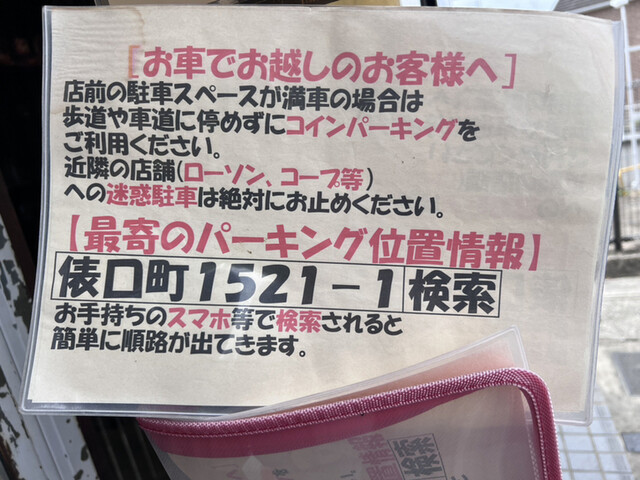 [お車でお越しのお客様へ]
店前の駐車スペースが満車の場合は
歩道や車道に停めずにコインパーキングを
ご利用ください。
近隣の店舗(ローソン、コープ等)
への迷惑駐車は絶対にお止めください。
【最寄のパーキング位置情報】
俵口町1521－1 検索
お手持ちのスマホ等で検索されると
簡単に順路が出てきます。